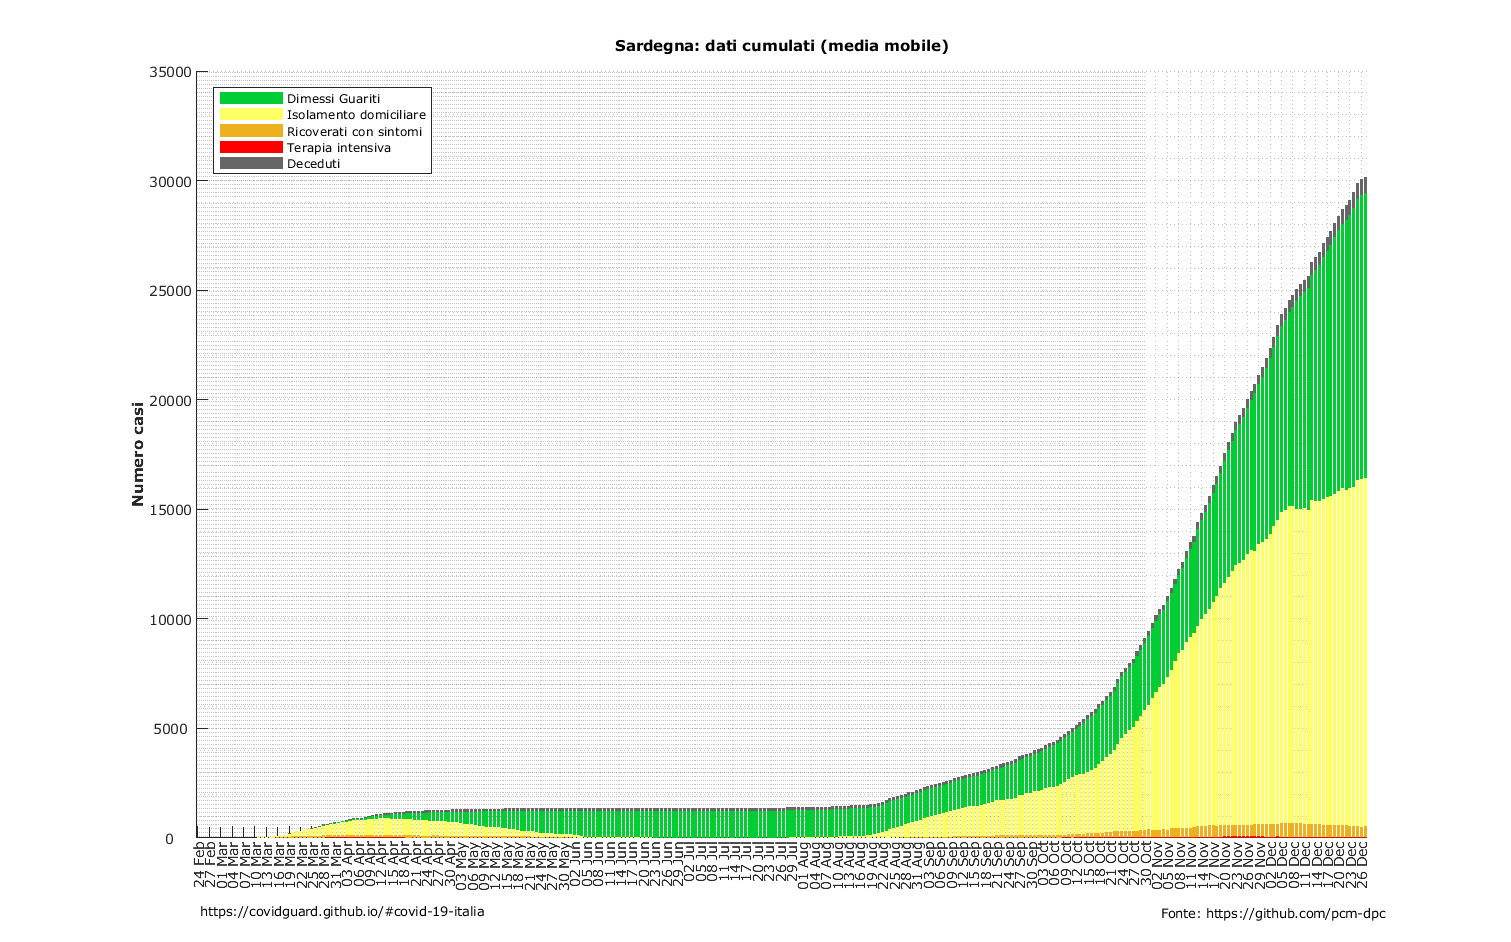 Sardegna: dati cumulati (media mobile)
35000
30000
25000
20000
15000
10000
5000
0
Numero casi
Dimessi Guariti
Isolamento domiciliare
Ricoverati con sintomi
Terapia intensiva
Deceduti
24 Feb
27 Feb
01 Mar
04 Mar
07 Mar
10 Mar
13 Mar
16 Mar
19 Mar
22 Mar
25 Mar
28 Mar
31 Mar
03 Apr
06 Apr
09 Apr
12 Apr
15 Apr
18 Apr
21 Apr
24 Apr
27 Apr
30 Apr
03 May
06 May
09 May
12 May
15 May
18 May
21 May
24 May
27 May
30 May
02 Jun
05 Jun
08 Jun
11 Jun
14 Jun
17 Jun
20 Jun
23 Jun
26 Jun
29 Jun
02 Jul
05 Jul
08 Jul
11 Jul
14 Jul
17 Jul
20 Jul
23 Jul
26 Jul
29 Jul
01 Aug
04 Aug
07 Aug
10 Aug
13 Aug
16 Aug
19 Aug
22 Aug
25 Aug
28 Aug
31 Aug
03 Sep
06 Sep
09 Sep
12 Sep
15 Sep
18 Sep
21 Sep
24 Sep
27 Sep
30 Sep
03 Oct
06 Oct
09 Oct
12 Oct
15 Oct
18 Oct
21 Oct
24 Oct
27 Oct
30 Oct
02 Nov
05 Nov
08 Nov
11 Nov
14 Nov
17 Nov
20 Nov
23 Nov
26 Nov
29 Nov
02 Dec
05 Dec
08 Dec
11 Dec
14 Dec
17 Dec
20 Dec
23 Dec
26 Dec
https://covidguard.github.io/#covid-19-italia
Fonte: https://github.com/pcm-dpc